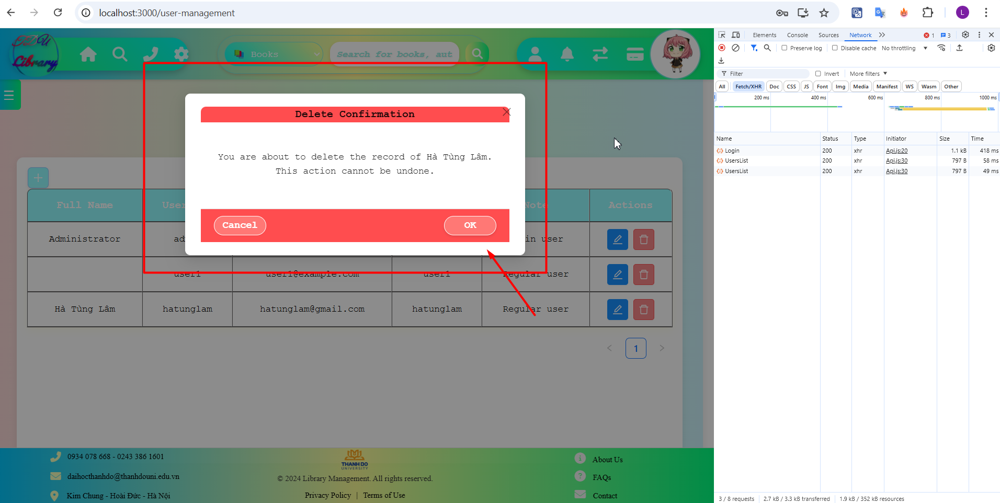 localhost:3000/user-management
L
TDU
Library
Books
Search for books, aut
Delete Confirmation
You are about to delete the record of Hà Tùng Lâm.
This action cannot be undone.
Cancel
OK
Full Name
User
Note
Actions
Administrator
ad
in user
user1
user1@example.com
user1
Regular user
Hà Tùng Lâm
hatunglam
hatunglam@gmail.com
hatunglam
Regular user
1
0934 078 668 - 0243 386 1601
daihocthanhdo@thanhdouni.edu.vn
Kim Chung - Hoài Đức - Hà Nội
THANH DO
UNIVERSITY
© 2024 Library Management. All rights reserved.
Privacy Policy | Terms of Use
About Us
FAQs
Contact
Elements Console Sources Network 1 3
Preserve log Disable cache No throttling
Filter Invert More filters
All Fetch/XHR Doc CSS JS Font Img Media Manifest WS Wasm Other
200 ms 400 ms 600 ms 800 ms 1000 ms
Name Status Type Initiator Size Time
Login 200 xhr Api.js:20 1.1 kB 418 ms
UsersList 200 xhr Api.js:30 797 B 58 ms
UsersList 200 xhr Api.js:30 797 B 49 ms
3 / 8 requests 2.7 kB / 3.3 kB transferred 1.9 kB / 352 kB resources